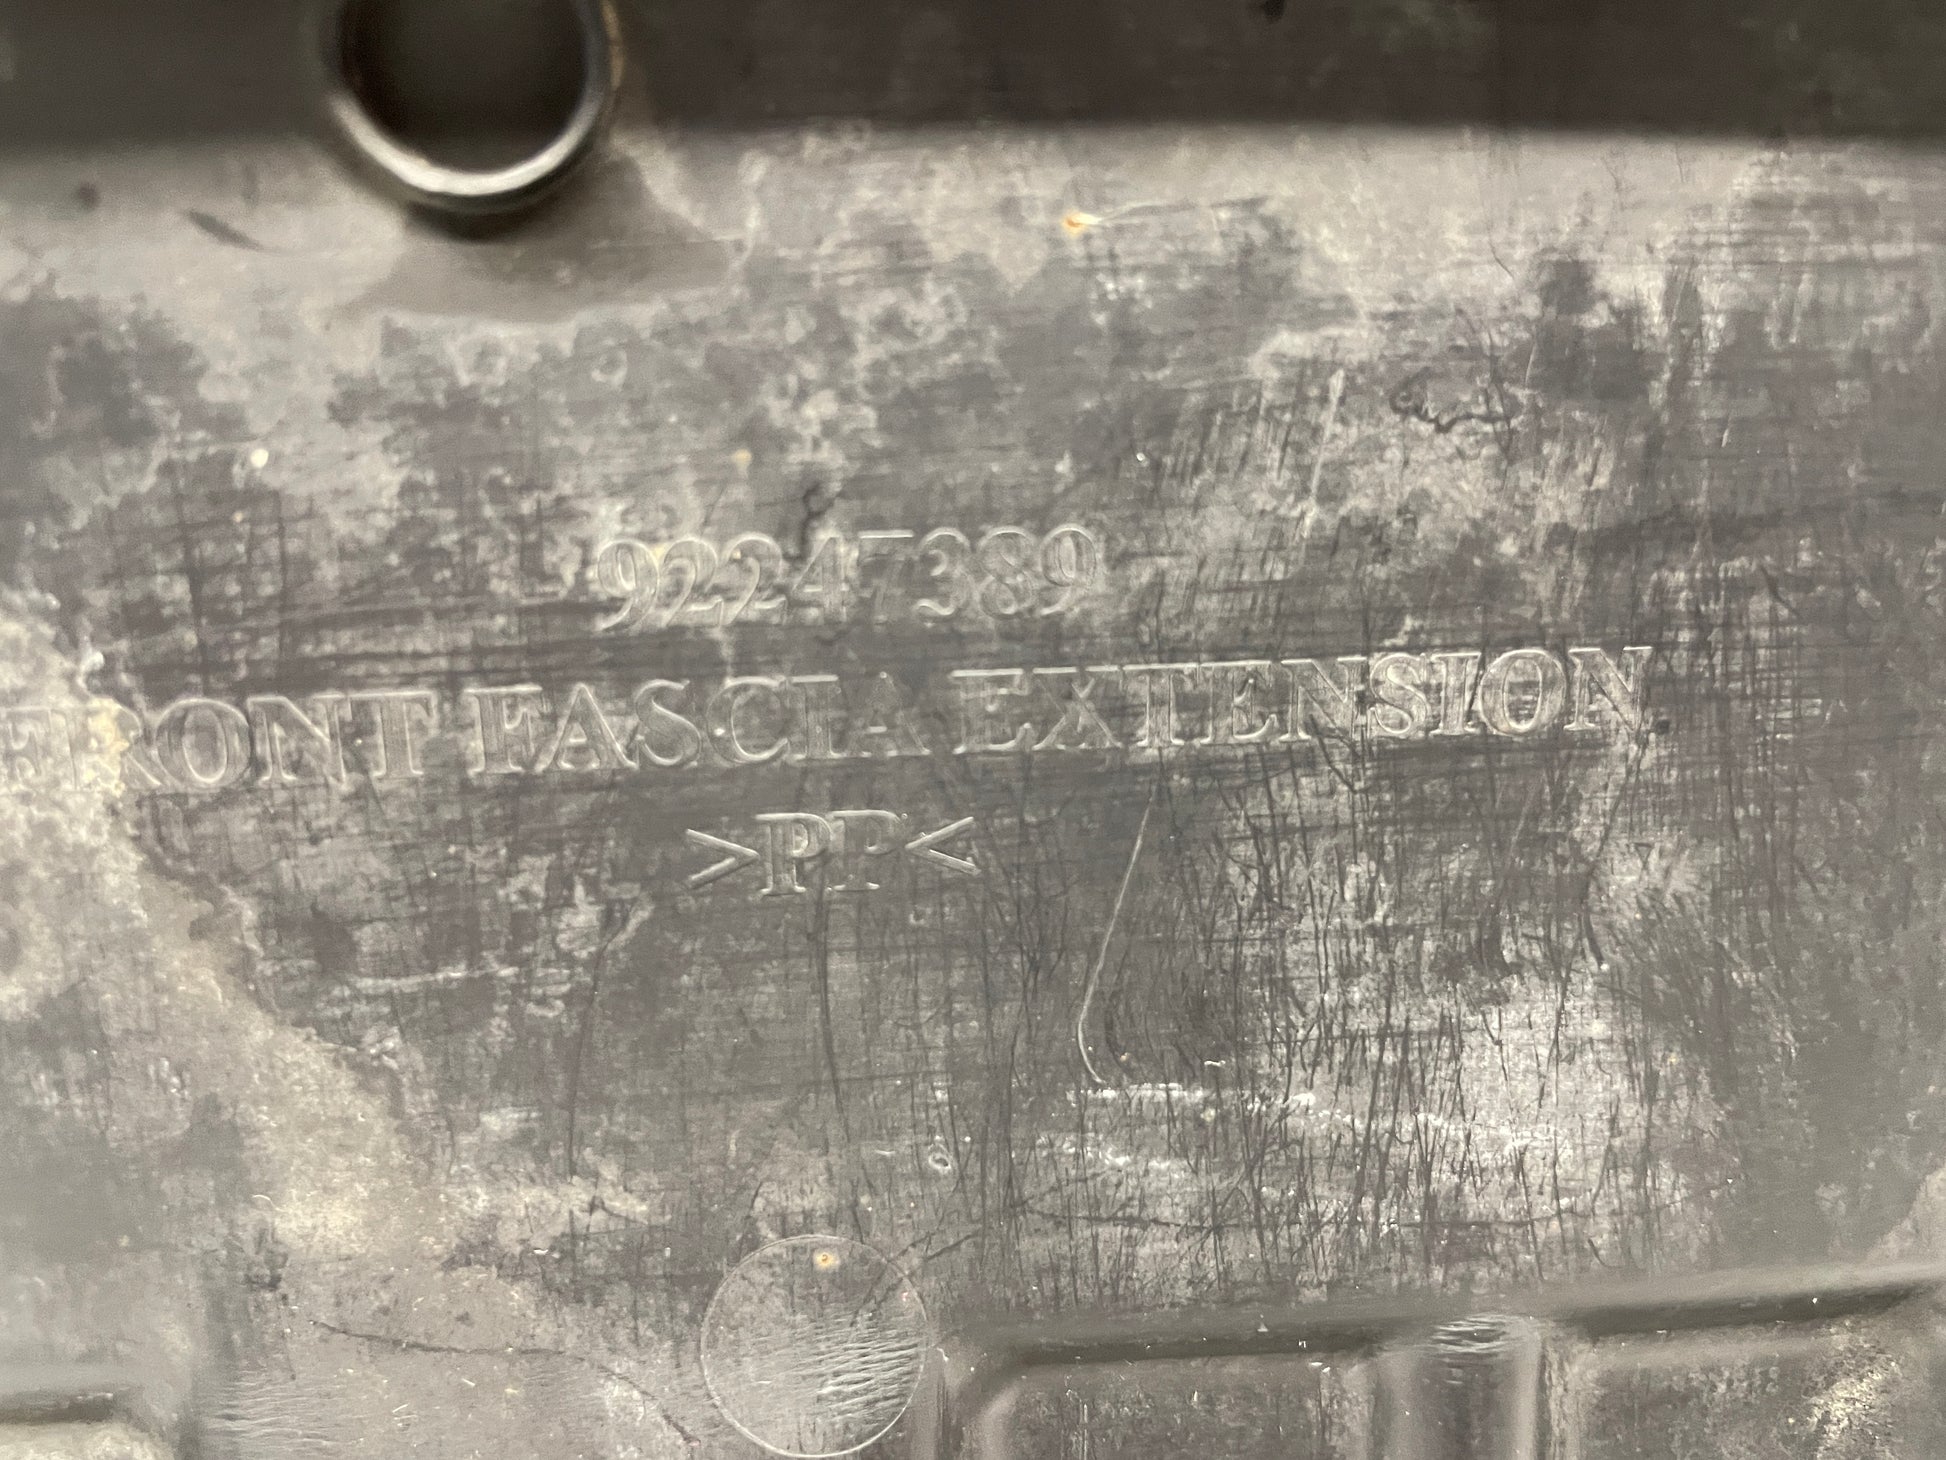 92247389
FRONT FASCIA EXTENSION
>PP<